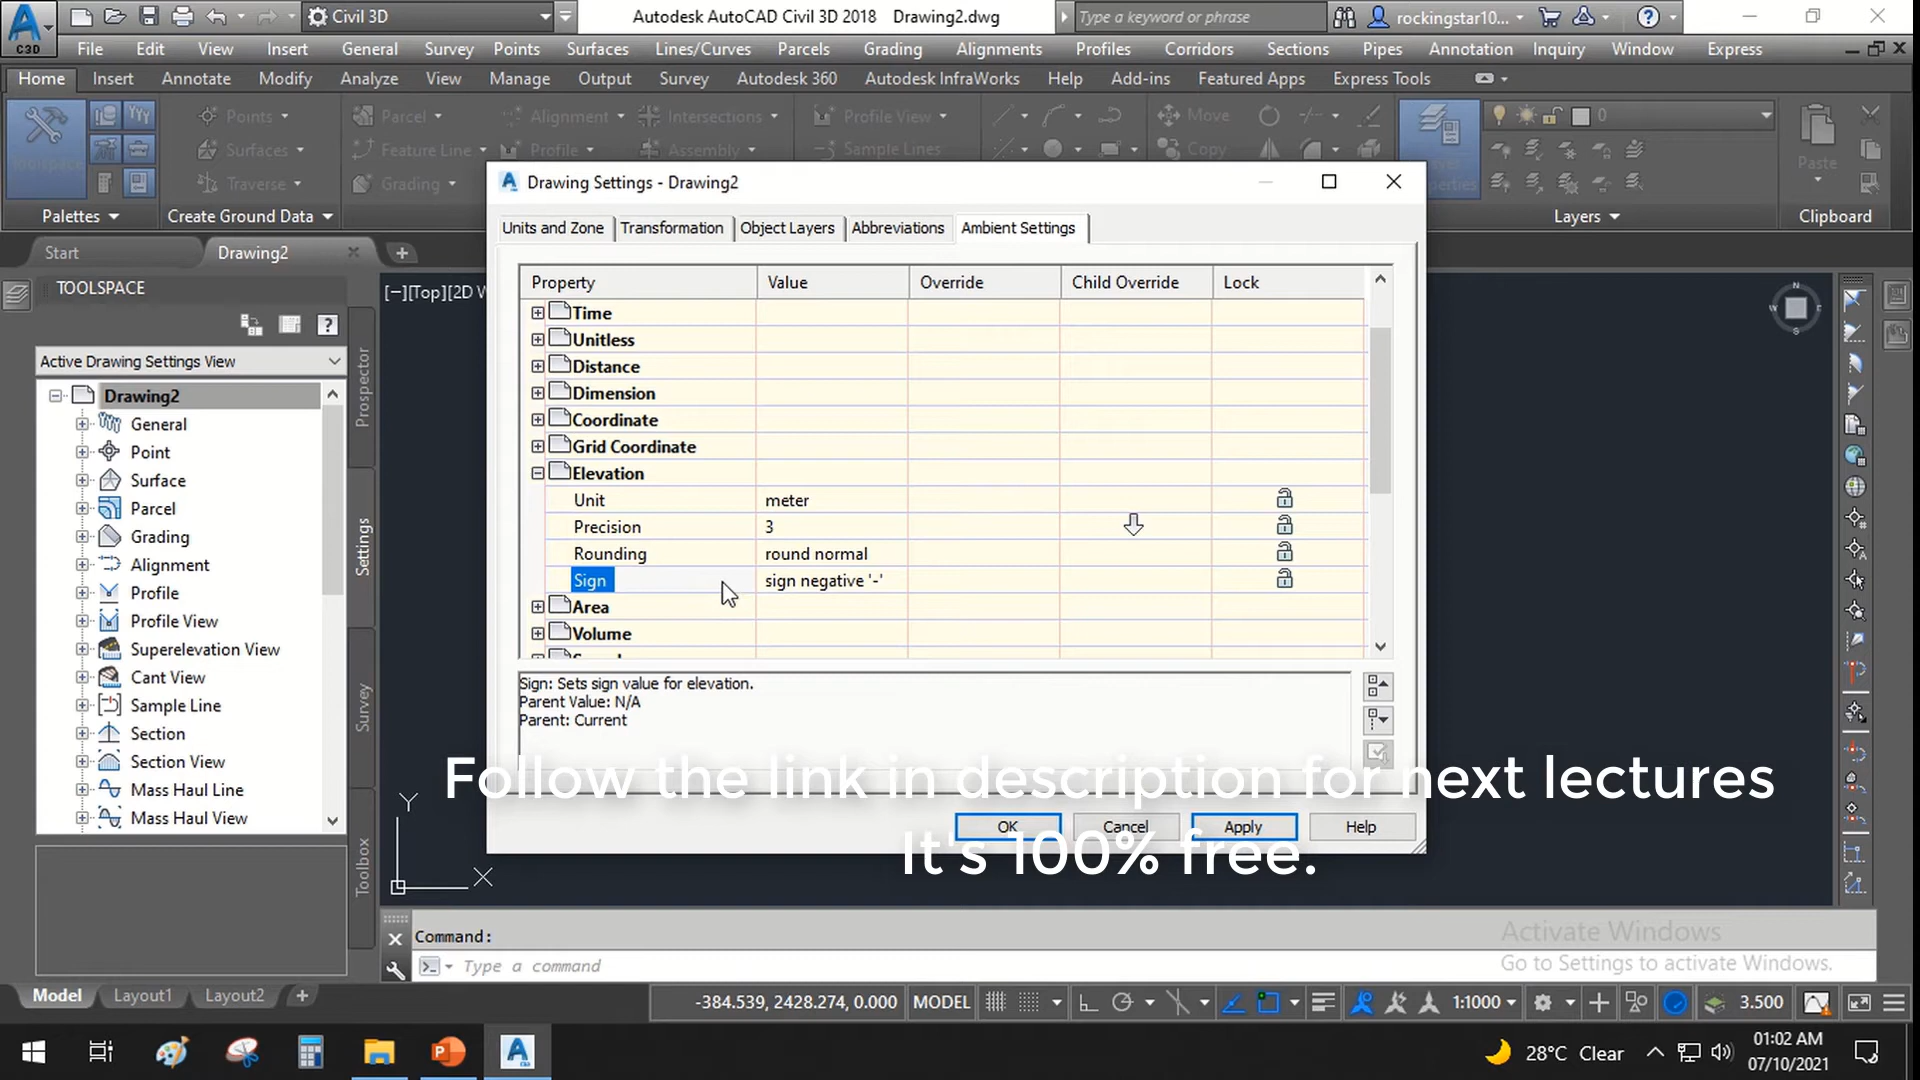 C3D
Civil 3D
Autodesk AutoCAD Civil 3D 2018 Drawing2.dwg
Type a keyword or phrase
rockingstar10...
File Edit View Insert General Survey Points Surfaces Lines/Curves Parcels Grading Alignments Profiles Corridors Sections Pipes Annotation Inquiry Window Express
Home Insert Annotate Modify Analyze View Manage Output Survey Autodesk 360 Autodesk InfraWorks Help Add-ins Featured Apps Express Tools
Points Parcel Alignment Intersections Profile View Move 0
Surfaces Feature Line Profile Assembly Sample Lines Copy
Toolspace Paste
Traverse Grading
Palettes Create Ground Data Layers Clipboard
Start Drawing2
Drawing Settings - Drawing2
Units and Zone Transformation Object Layers Abbreviations Ambient Settings
TOOLSPACE
[−][Top][2D W
Active Drawing Settings View
Drawing2
General
Point
Surface
Parcel
Grading
Alignment
Profile
Profile View
Superelevation View
Cant View
Sample Line
Section
Section View
Mass Haul Line
Mass Haul View
Prospector
Settings
Survey
Toolbox
Property Value Override Child Override Lock
Time
Unitless
Distance
Dimension
Coordinate
Grid Coordinate
Elevation
Unit meter
Precision 3
Rounding round normal
Sign sign negative '-'
Area
Volume
Sign: Sets sign value for elevation.
Parent Value: N/A
Parent: Current
Follow the link in description for next lectures
It's 100% free.
OK Cancel Apply Help
Y
X
Command:
Type a command
Activate Windows
Go to Settings to activate Windows.
Model Layout1 Layout2
-384.539, 2428.274, 0.000 MODEL 1:1000 3.500
28°C Clear
01:02 AM
07/10/2021